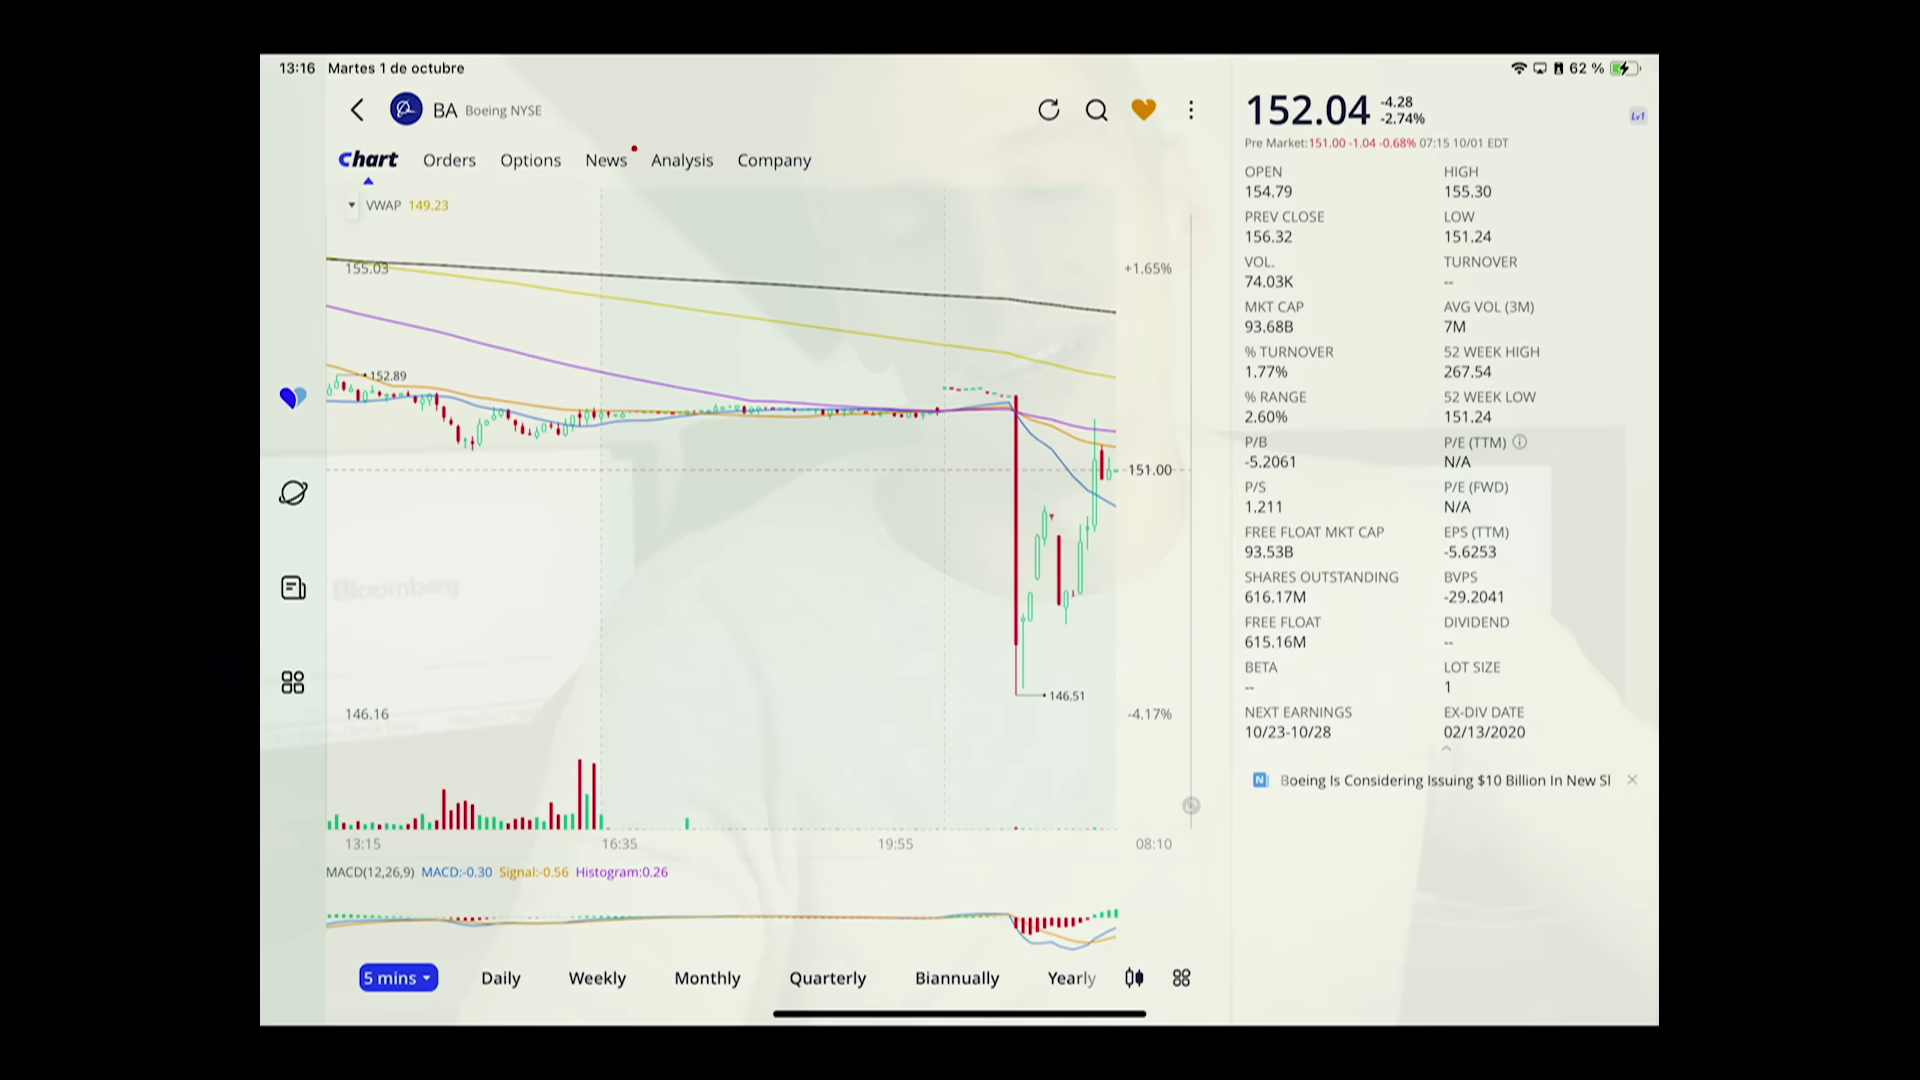 13:16 Martes 1 de octubre
62 %
BA Boeing NYSE
Chart Orders Options News Analysis Company
VWAP 149.23
155.03
+1.65%
152.89
151.00
146.51
146.16
-4.17%
13:15 16:35 19:55 08:10
MACD(12,26,9) MACD:-0.30 Signal:-0.56 Histogram:0.26
5 mins Daily Weekly Monthly Quarterly Biannually Yearly
Bloomberg
152.04
-4.28
-2.74%
Lv1
Pre Market:151.00 -1.04 -0.68% 07:15 10/01 EDT
OPEN HIGH
154.79 155.30
PREV CLOSE LOW
156.32 151.24
VOL. TURNOVER
74.03K --
MKT CAP AVG VOL (3M)
93.68B 7M
% TURNOVER 52 WEEK HIGH
1.77% 267.54
% RANGE 52 WEEK LOW
2.60% 151.24
P/B P/E (TTM)
-5.2061 N/A
P/S P/E (FWD)
1.211 N/A
FREE FLOAT MKT CAP EPS (TTM)
93.53B -5.6253
SHARES OUTSTANDING BVPS
616.17M -29.2041
FREE FLOAT DIVIDEND
615.16M --
BETA LOT SIZE
-- 1
NEXT EARNINGS EX-DIV DATE
10/23-10/28 02/13/2020
N Boeing Is Considering Issuing $10 Billion In New